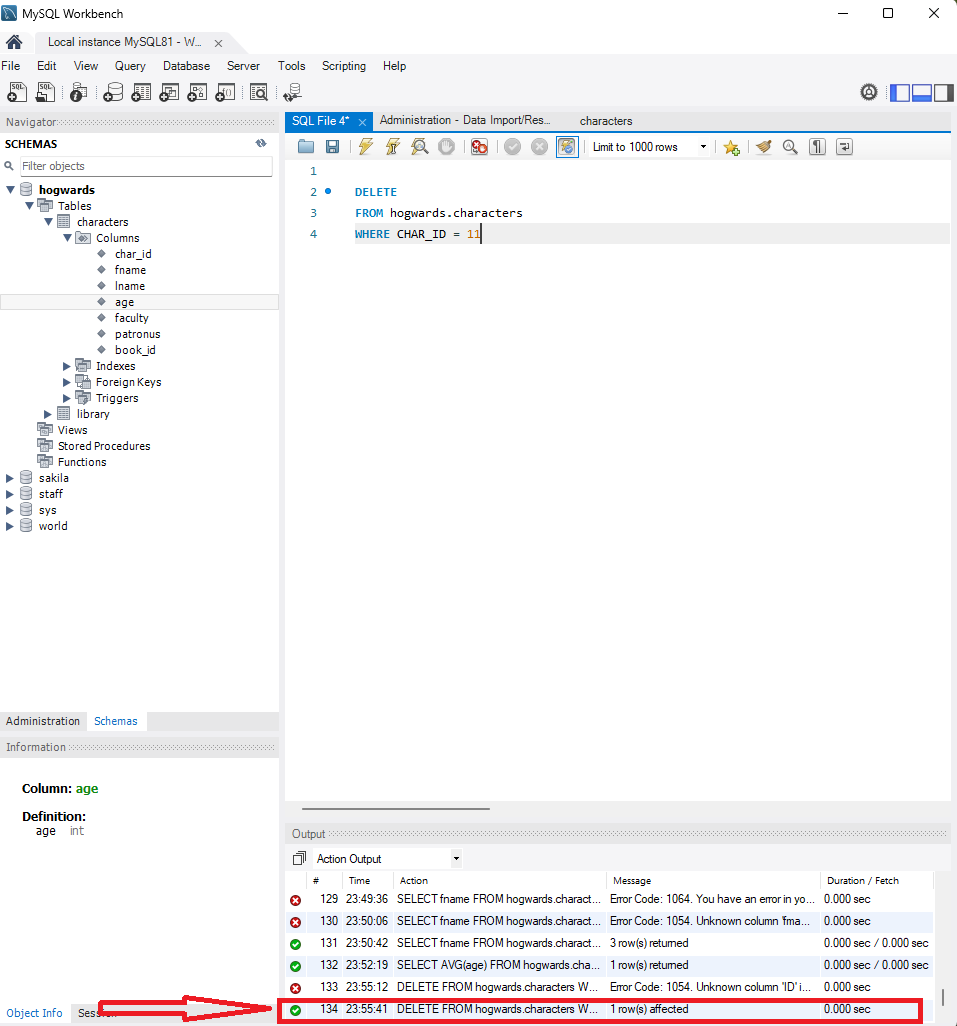 MySQL Workbench
Local instance MySQL81 - W...
File Edit View Query Database Server Tools Scripting Help
Navigator
SCHEMAS
Filter objects
hogwards
Tables
characters
Columns
char_id
fname
lname
age
faculty
patronus
book_id
Indexes
Foreign Keys
Triggers
library
Views
Stored Procedures
Functions
sakila
staff
sys
world
Administration Schemas
Information
Column: age
Definition:
age int
Object Info Session
SQL File 4* Administration - Data Import/Res... characters
Limit to 1000 rows
1
2 DELETE
3 FROM hogwards.characters
4 WHERE CHAR_ID = 11
Output
Action Output
# Time Action Message Duration / Fetch
129 23:49:36 SELECT fname FROM hogwards.charact... Error Code: 1064. You have an error in yo... 0.000 sec
130 23:50:06 SELECT fname FROM hogwards.charact... Error Code: 1054. Unknown column 'fma... 0.000 sec
131 23:50:42 SELECT fname FROM hogwards.charact... 3 row(s) returned 0.000 sec / 0.000 sec
132 23:52:19 SELECT AVG(age) FROM hogwards.cha... 1 row(s) returned 0.000 sec / 0.000 sec
133 23:55:12 DELETE FROM hogwards.characters W... Error Code: 1054. Unknown column 'ID' i... 0.000 sec
134 23:55:41 DELETE FROM hogwards.characters W... 1 row(s) affected 0.000 sec